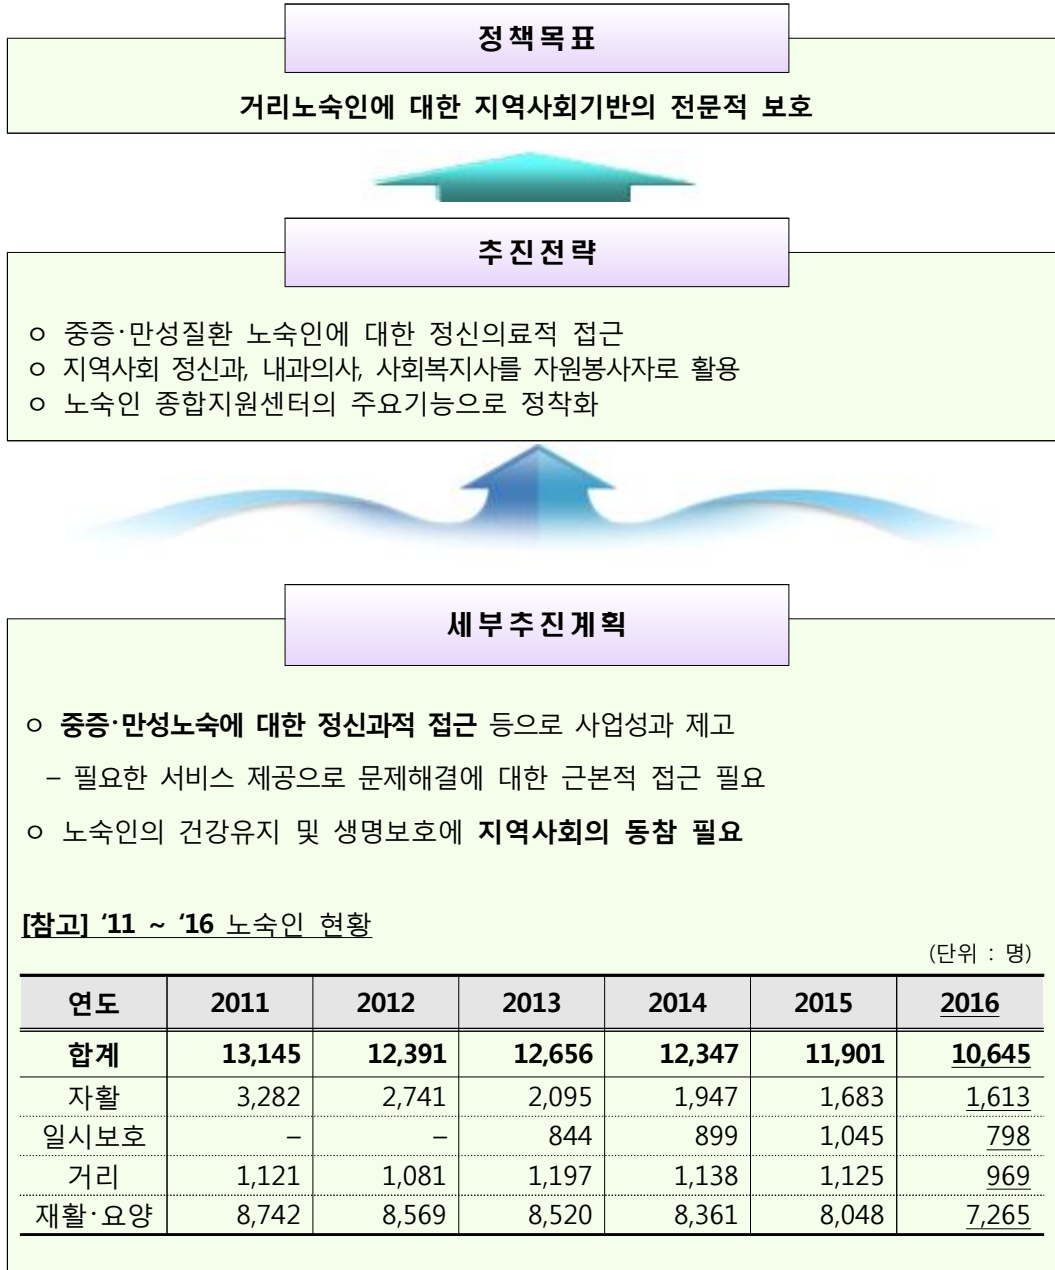 정책목표
거리노숙인에 대한 지역사회기반의 전문적 보호
추진전략
ㅇ 중증·만성질환 노숙인에 대한 정신의료적 접근
ㅇ 지역사회 정신과, 내과의사, 사회복지사를 자원봉사자로 활용
ㅇ 노숙인 종합지원센터의 주요기능으로 정착화
세부추진계획
ㅇ 중증·만성노숙에 대한 정신과적 접근 등으로 사업성과 제고
– 필요한 서비스 제공으로 문제해결에 대한 근본적 접근 필요
ㅇ 노숙인의 건강유지 및 생명보호에 지역사회의 동참 필요
[참고] ‘11 ~ ‘16 노숙인 현황
(단위 : 명)
연도 2011 2012 2013 2014 2015 2016
합계 13,145 12,391 12,656 12,347 11,901 10,645
자활 3,282 2,741 2,095 1,947 1,683 1,613
일시보호 – – 844 899 1,045 798
거리 1,121 1,081 1,197 1,138 1,125 969
재활·요양 8,742 8,569 8,520 8,361 8,048 7,265